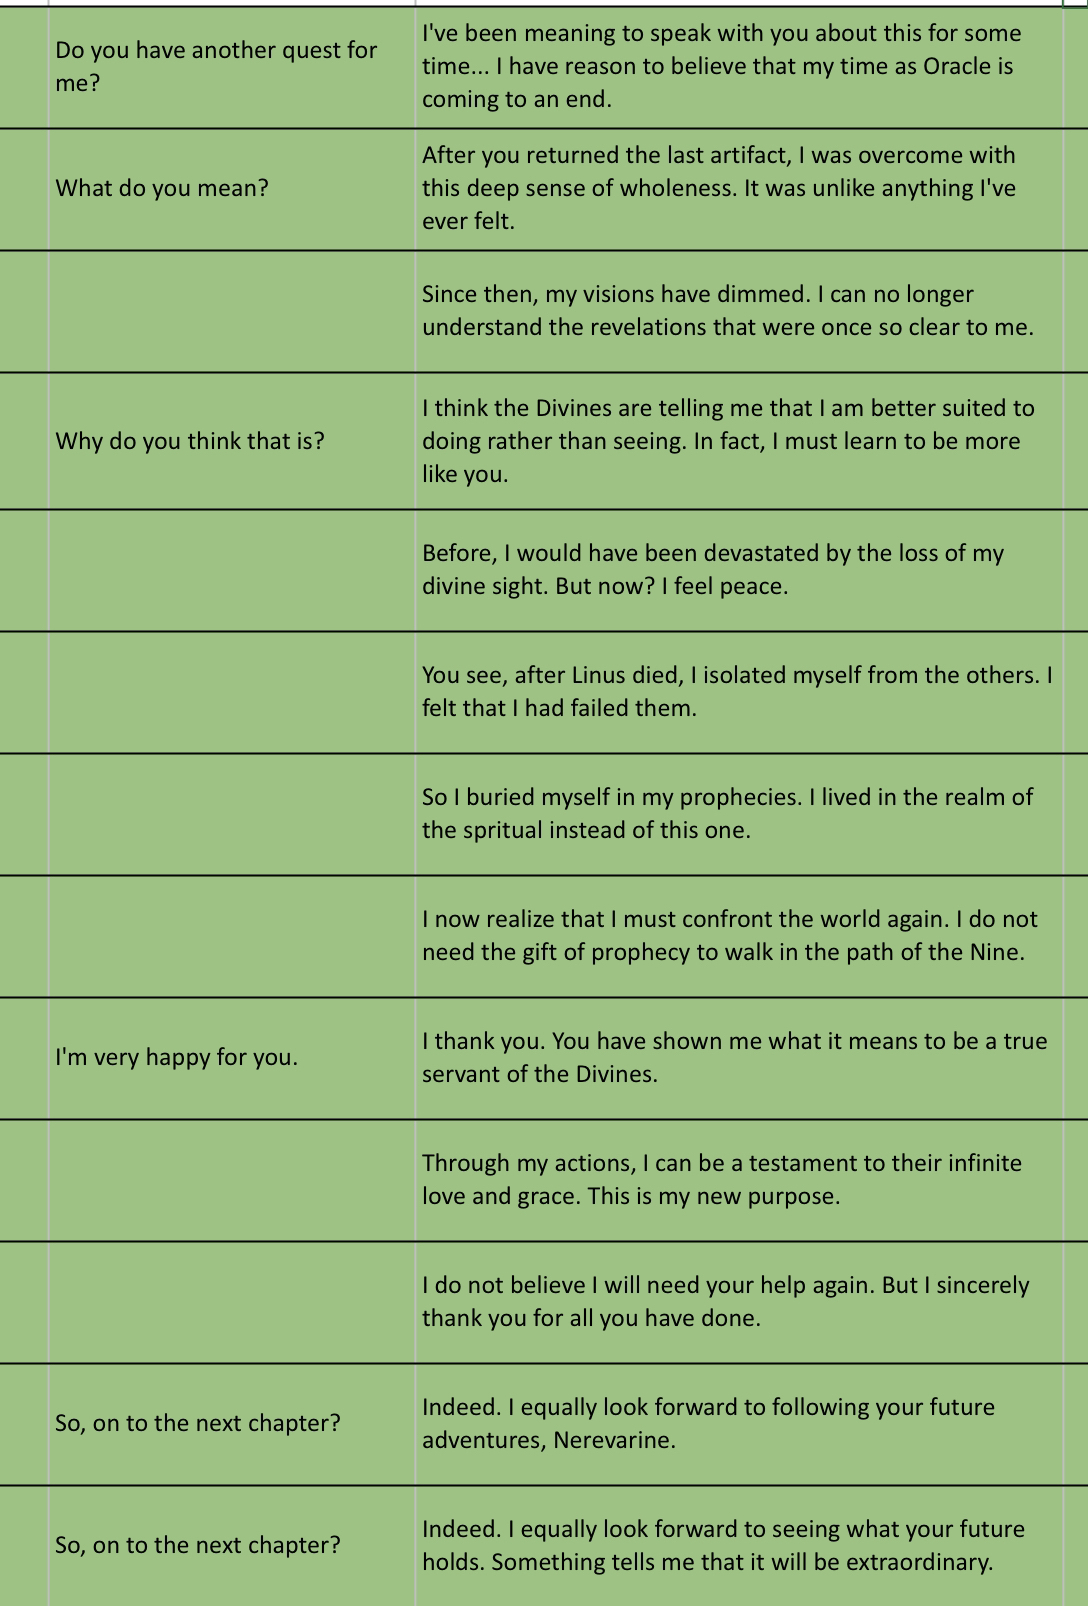 Do you have another quest for
me?
I've been meaning to speak with you about this for some
time... I have reason to believe that my time as Oracle is
coming to an end.
What do you mean?
After you returned the last artifact, I was overcome with
this deep sense of wholeness. It was unlike anything I've
ever felt.
Since then, my visions have dimmed. I can no longer
understand the revelations that were once so clear to me.
Why do you think that is?
I think the Divines are telling me that I am better suited to
doing rather than seeing. In fact, I must learn to be more
like you.
Before, I would have been devastated by the loss of my
divine sight. But now? I feel peace.
You see, after Linus died, I isolated myself from the others. I
felt that I had failed them.
So I buried myself in my prophecies. I lived in the realm of
the spritual instead of this one.
I now realize that I must confront the world again. I do not
need the gift of prophecy to walk in the path of the Nine.
I'm very happy for you.
I thank you. You have shown me what it means to be a true
servant of the Divines.
Through my actions, I can be a testament to their infinite
love and grace. This is my new purpose.
I do not believe I will need your help again. But I sincerely
thank you for all you have done.
So, on to the next chapter?
Indeed. I equally look forward to following your future
adventures, Nerevarine.
So, on to the next chapter?
Indeed. I equally look forward to seeing what your future
holds. Something tells me that it will be extraordinary.